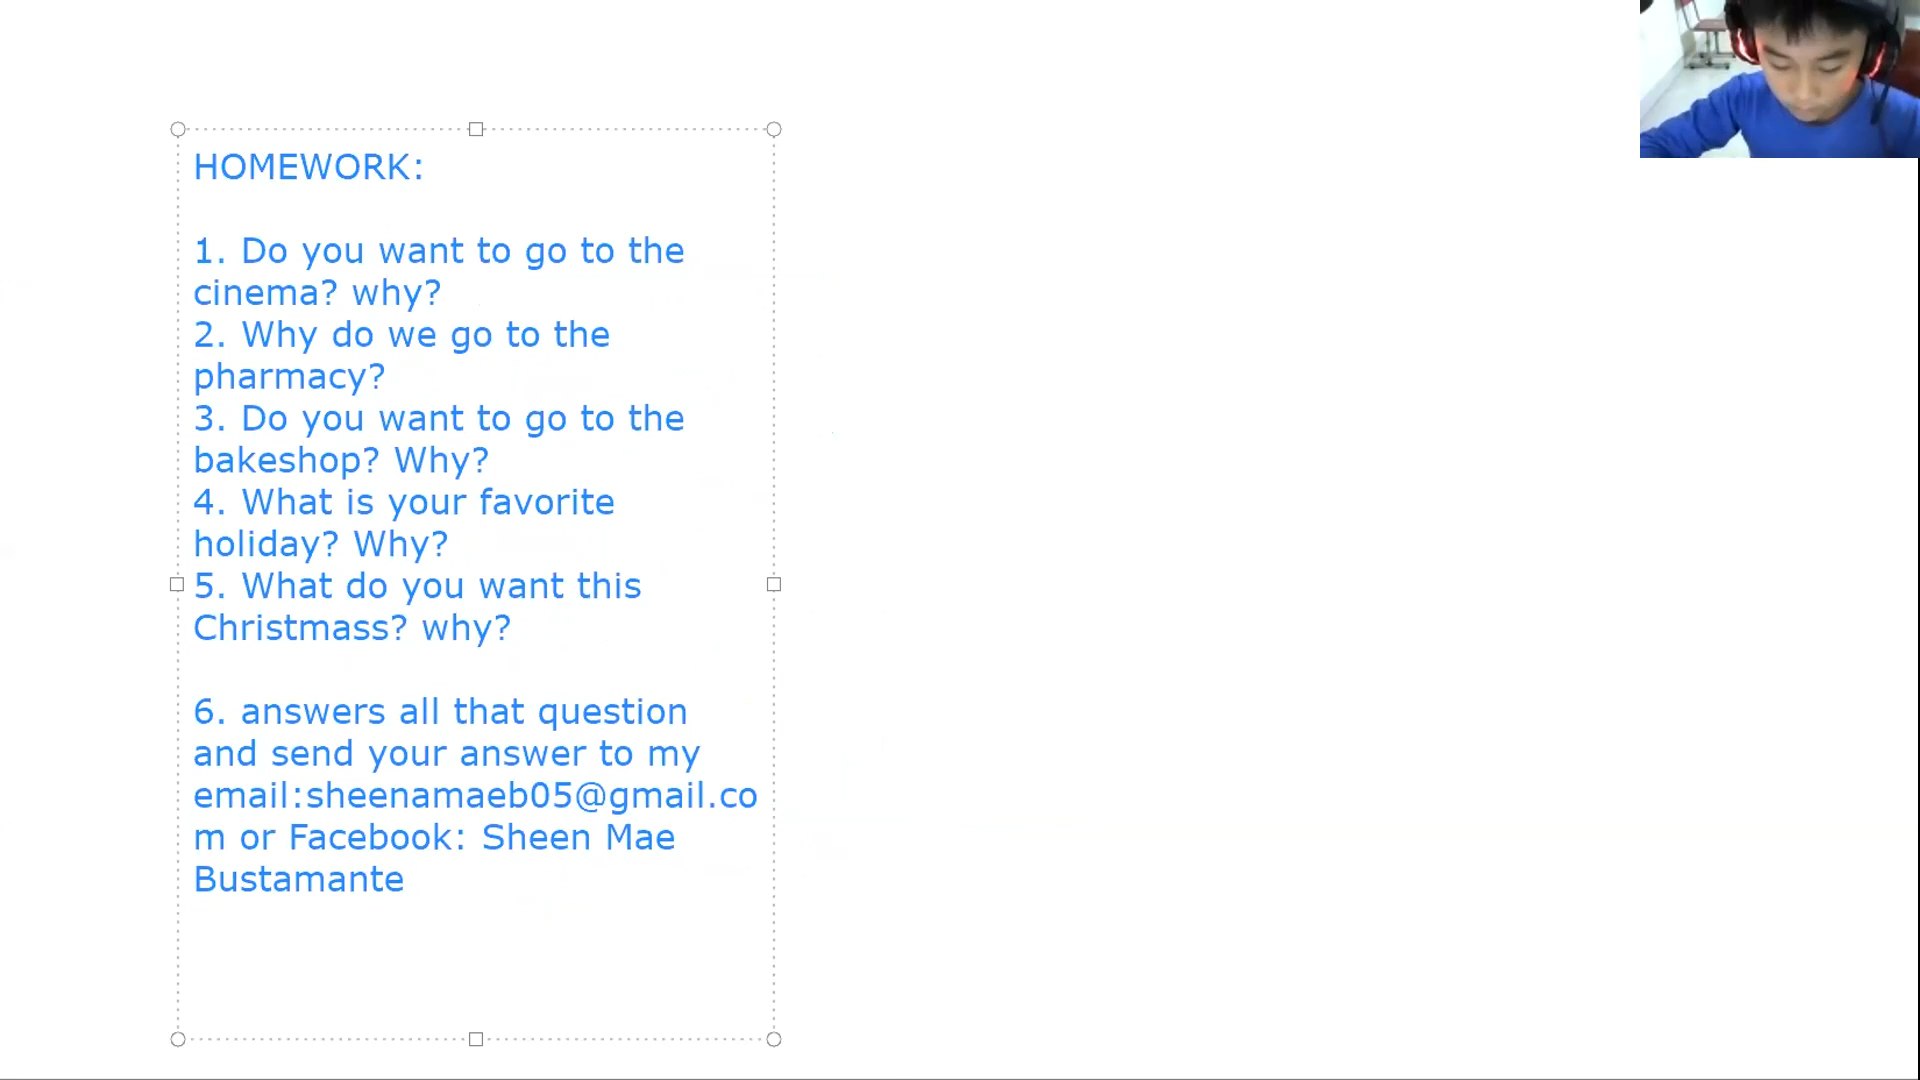 HOMEWORK:
1. Do you want to go to the
cinema? why?
2. Why do we go to the
pharmacy?
3. Do you want to go to the
bakeshop? Why?
4. What is your favorite
holiday? Why?
5. What do you want this
Christmass? why?
6. answers all that question
and send your answer to my
email:sheenamaeb05@gmail.co
m or Facebook: Sheen Mae
Bustamante